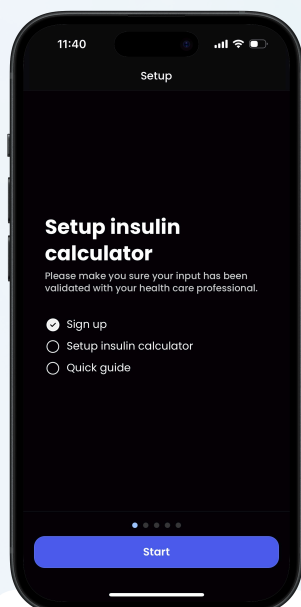 11:40
Setup
Setup insulin
calculator
Please make you sure your input has been
validated with your health care professional.
Sign up
Setup insulin calculator
Quick guide
Start